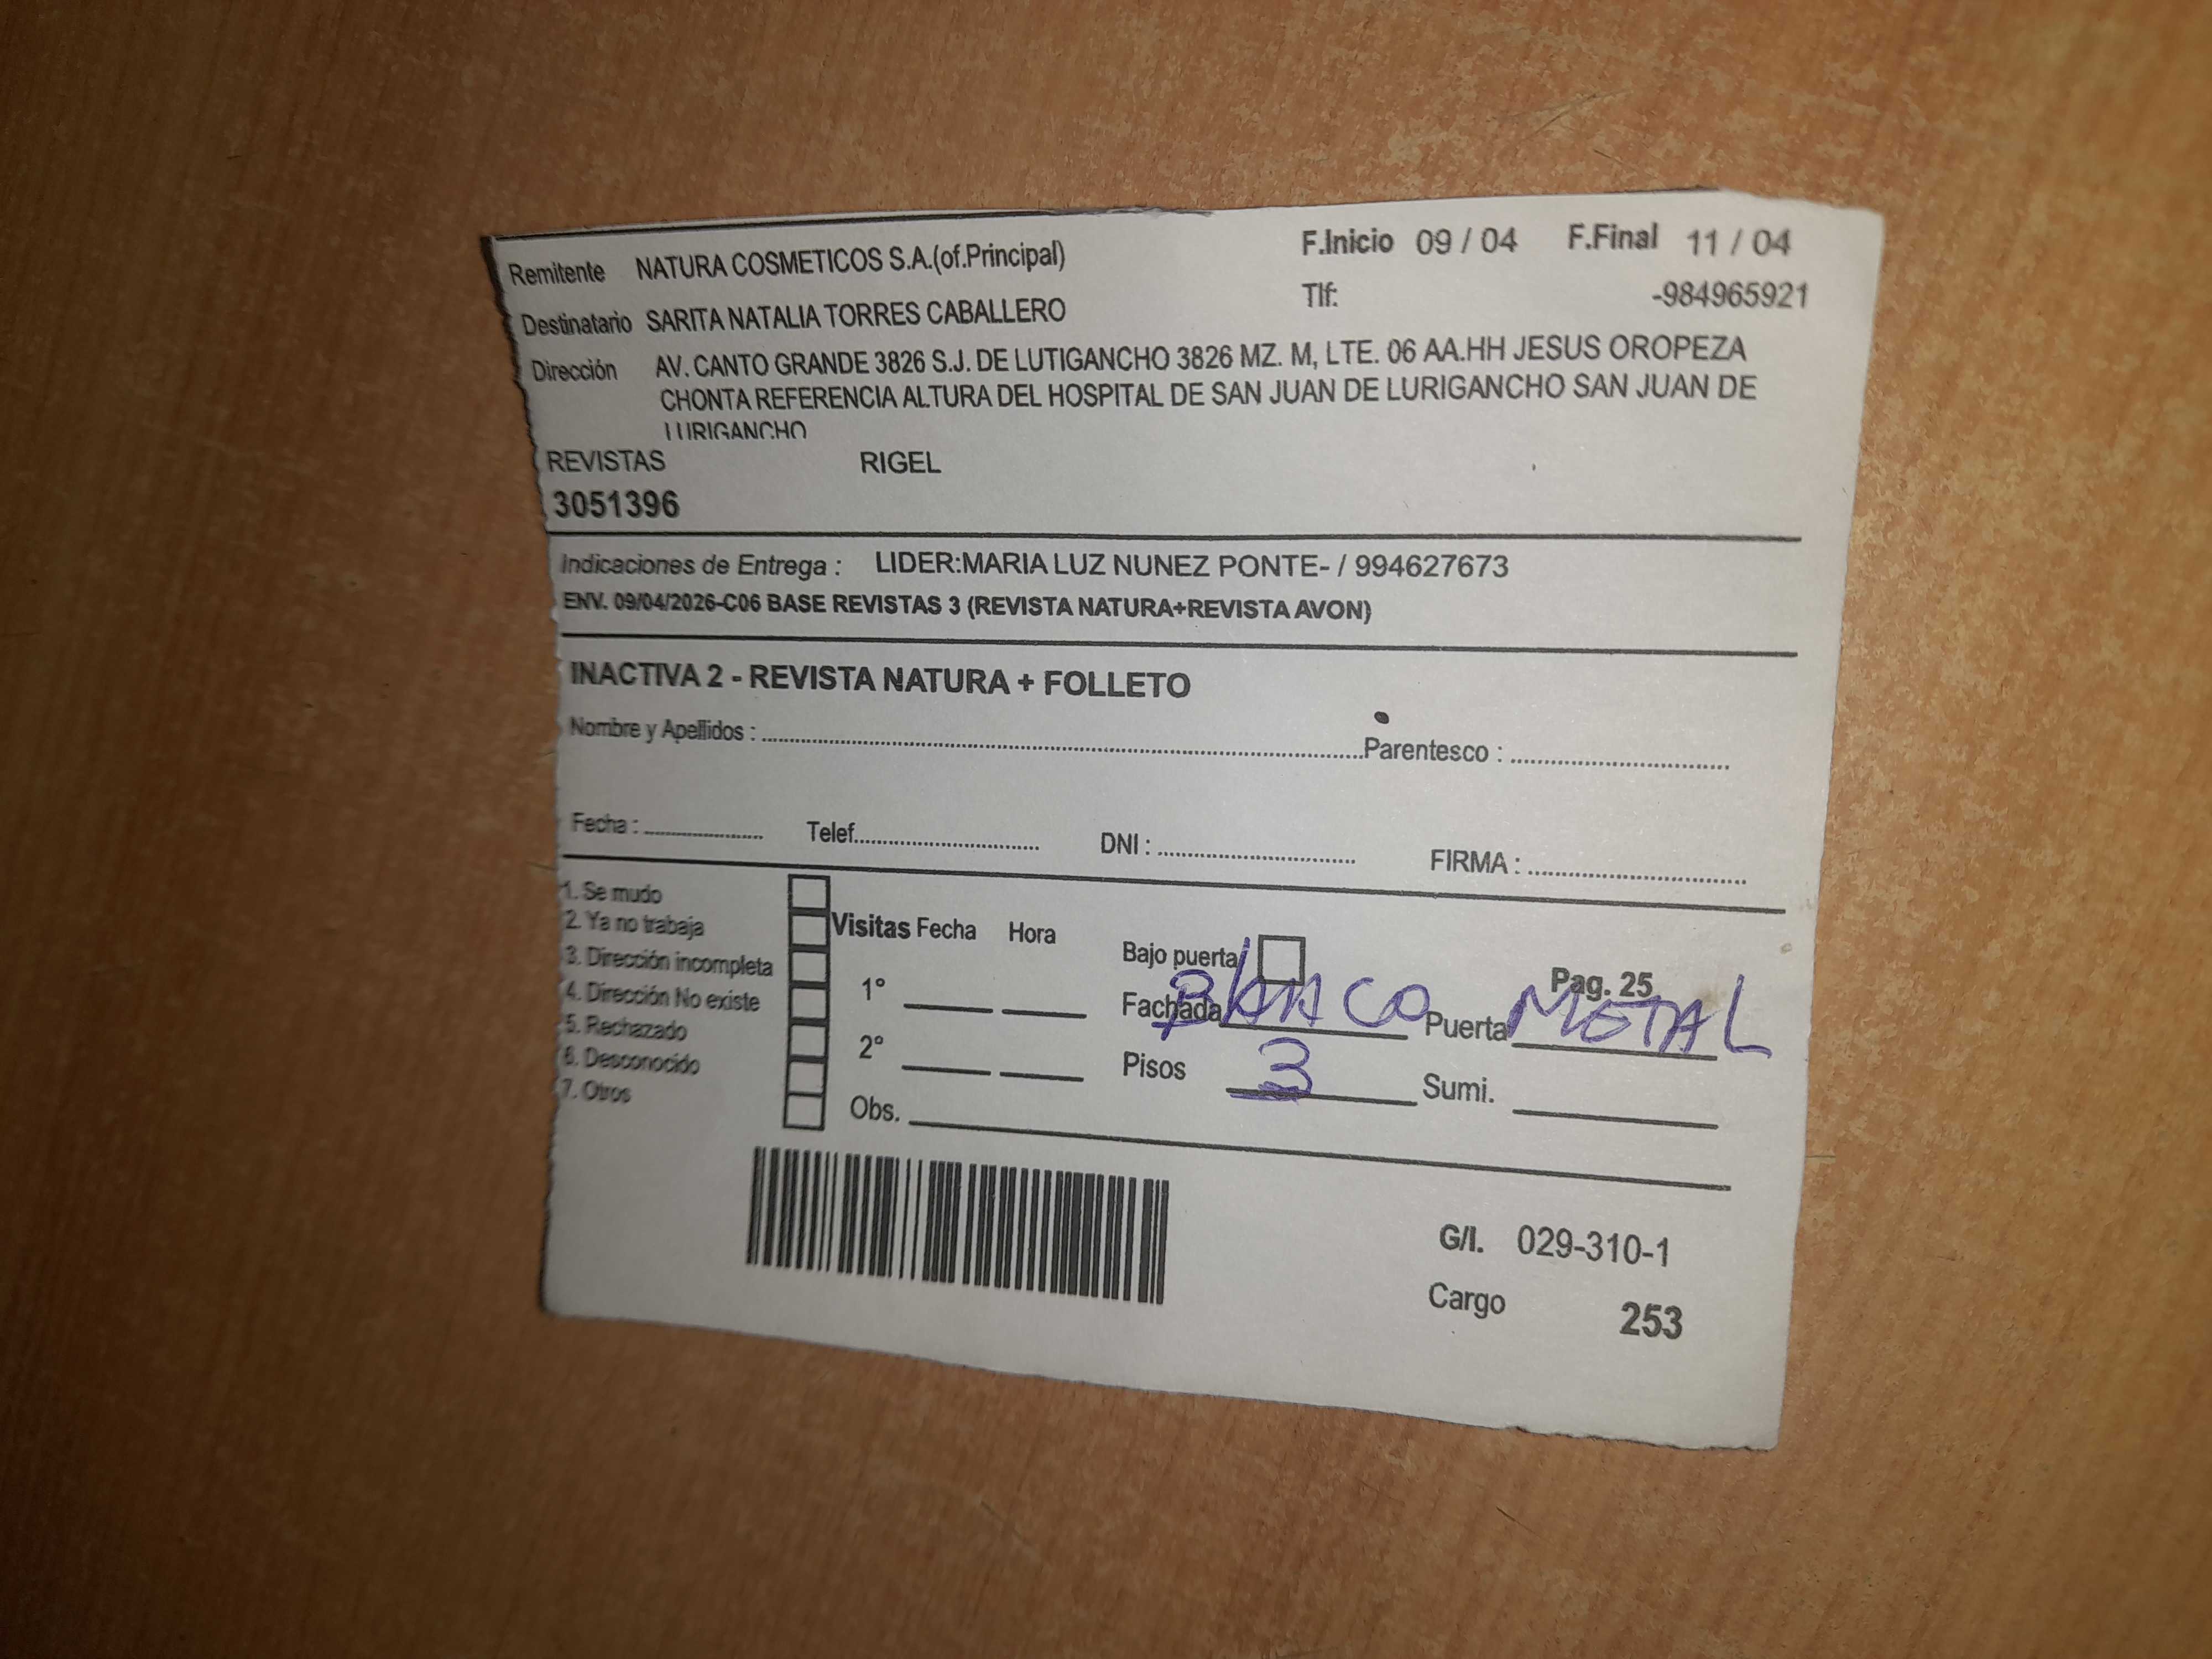 Remitente NATURA COSMETICOS S.A.(of.Principal) F.Inicio 09 / 04 F.Final 11 / 04
Destinatario SARITA NATALIA TORRES CABALLERO Tlf: -984965921
Dirección AV. CANTO GRANDE 3826 S.J. DE LUTIGANCHO 3826 MZ. M, LTE. 06 AA.HH JESUS OROPEZA
CHONTA REFERENCIA ALTURA DEL HOSPITAL DE SAN JUAN DE LURIGANCHO SAN JUAN DE
LURIGANCHO
REVISTAS RIGEL
3051396
Indicaciones de Entrega : LIDER:MARIA LUZ NUNEZ PONTE- / 994627673
ENV. 09/04/2026-C06 BASE REVISTAS 3 (REVISTA NATURA+REVISTA AVON)
INACTIVA 2 - REVISTA NATURA + FOLLETO
Nombre y Apellidos : Parentesco :
Fecha : Telef. DNI : FIRMA :
1. Se mudo
2. Ya no trabaja
3. Dirección incompleta
4. Dirección No existe
5. Rechazado
6. Desconocido
7. Otros
Visitas Fecha Hora
1°
2°
Obs.
Bajo puerta Pag. 25
Fachada BLANCO Puerta METAL
Pisos 3 Sumi.
G/I. 029-310-1
Cargo 253